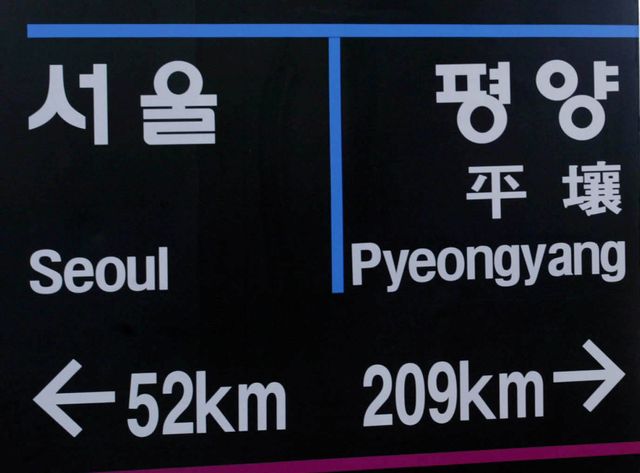 서울
Seoul
←52km
평양
平壤
Pyeongyang
209km→